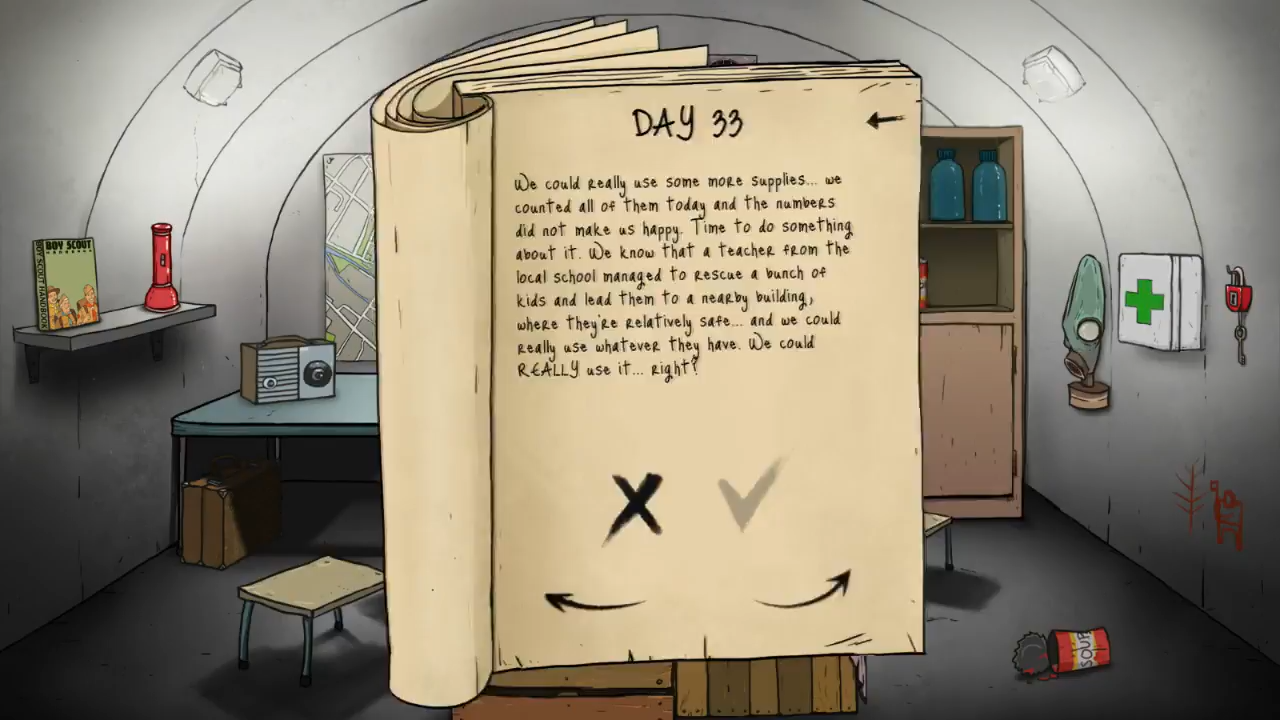 DAY 33
We could really use some more supplies... we
counted all of them today and the numbers
did not make us happy. Time to do something
about it. We know that a teacher from the
local school managed to rescue a bunch of
kids and lead them to a nearby building,
where they're relatively safe... and we could
really use whatever they have. We could
REALLY use it... right?
BOY SCOUT
BOY SCOUT HANDBOOK
SOUP